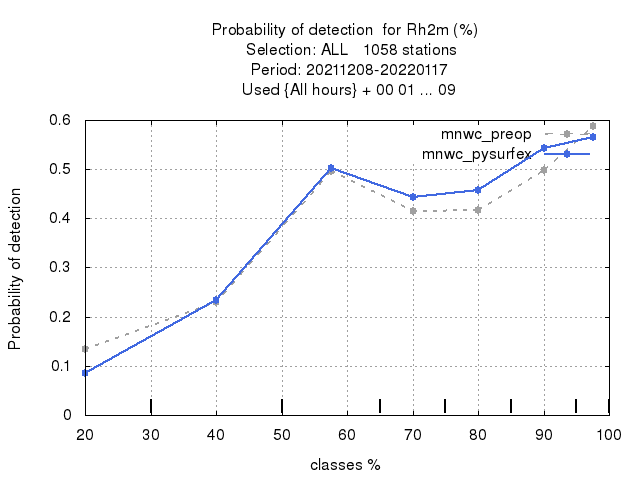 Probability of detection  for Rh2m (%)
Selection: ALL   1058 stations
Period: 20211208-20220117
Used {All hours} + 00 01 ... 09
mnwc_preop
mnwc_pysurfex
Probability of detection
0.6
0.5
0.4
0.3
0.2
0.1
0
20 30 40 50 60 70 80 90 100
classes %